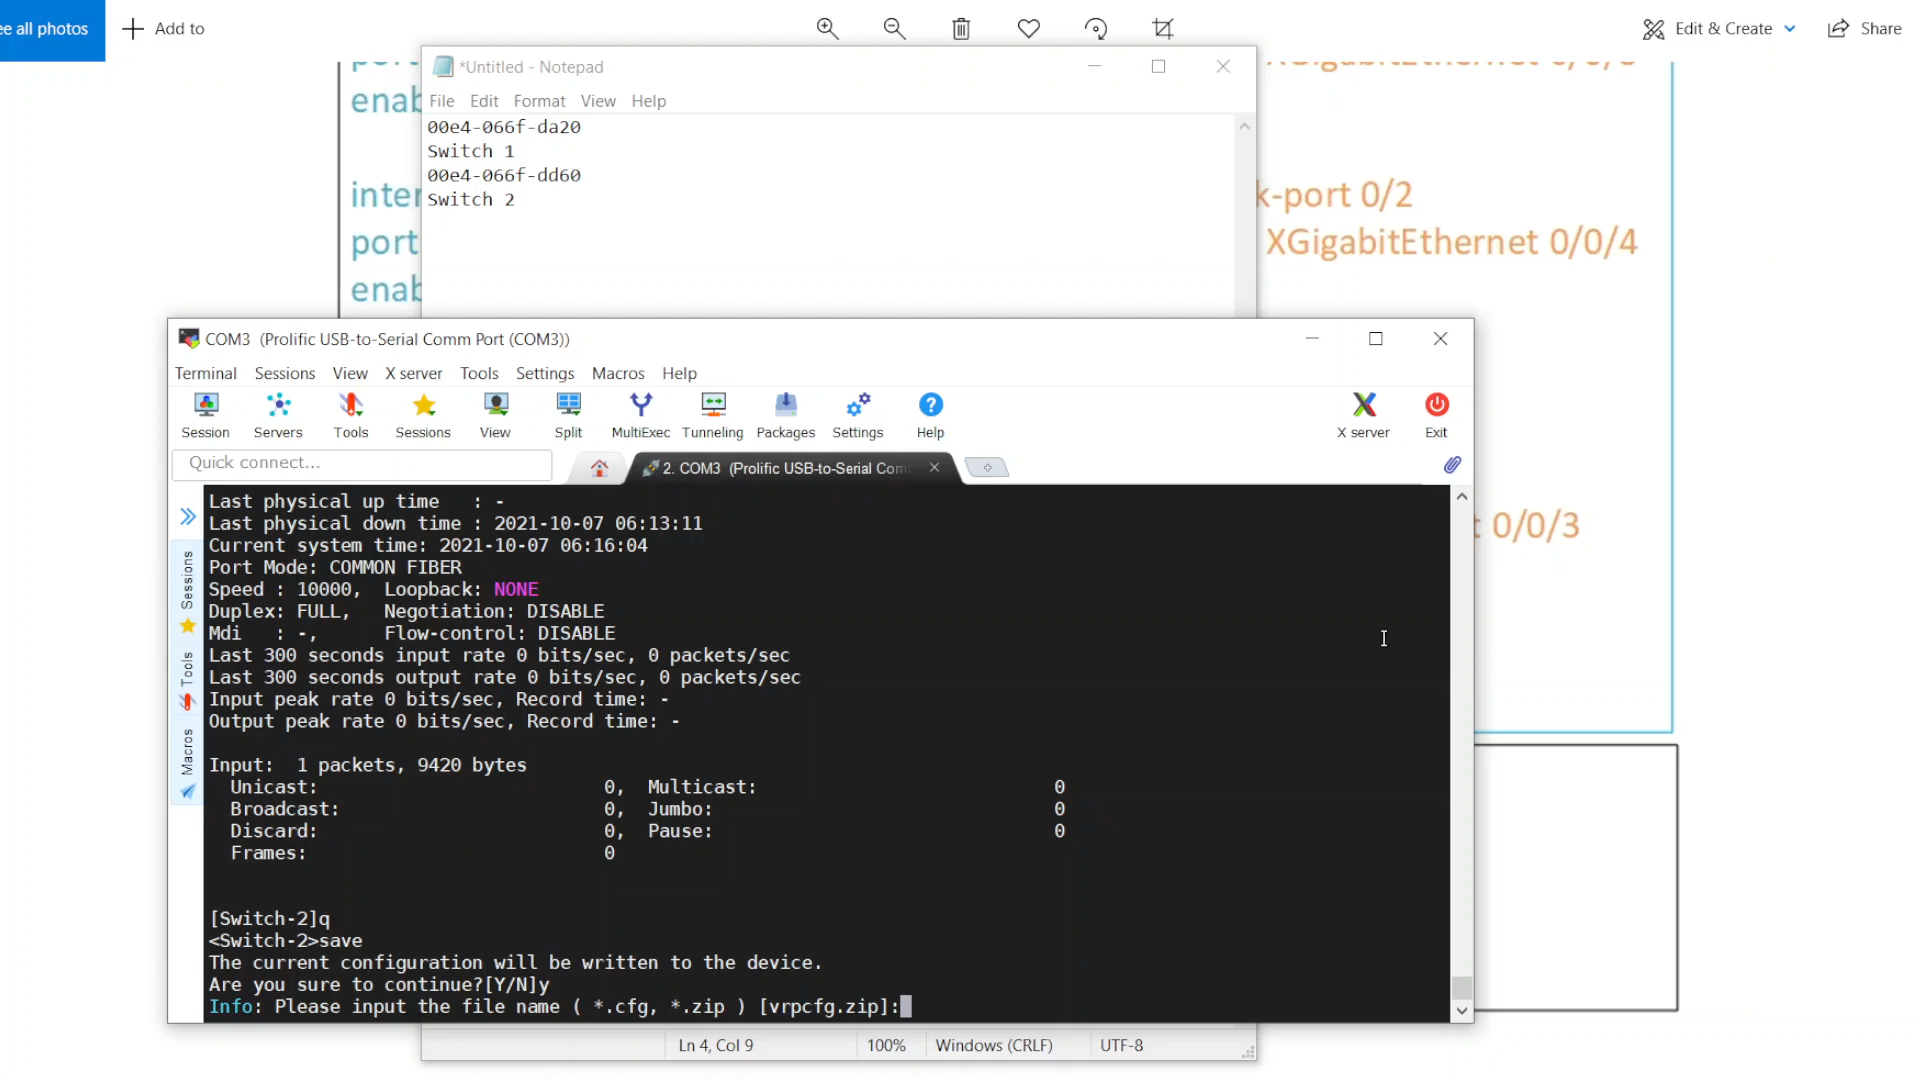 ee all photos
Add to
Edit & Create
Share
*Untitled - Notepad
File Edit Format View Help
00e4-066f-da20
Switch 1
00e4-066f-dd60
Switch 2
enab
inter
k-port 0/2
port
XGigabitEthernet 0/0/4
enab
COM3 (Prolific USB-to-Serial Comm Port (COM3))
Terminal Sessions View X server Tools Settings Macros Help
Session Servers Tools Sessions View Split MultiExec Tunneling Packages Settings Help X server Exit
Quick connect...
2. COM3 (Prolific USB-to-Serial Com
Sessions
Tools
Macros
Last physical up time : -
Last physical down time : 2021-10-07 06:13:11
Current system time: 2021-10-07 06:16:04
Port Mode: COMMON FIBER
Speed : 10000, Loopback: NONE
Duplex: FULL, Negotiation: DISABLE
Mdi : -, Flow-control: DISABLE
Last 300 seconds input rate 0 bits/sec, 0 packets/sec
Last 300 seconds output rate 0 bits/sec, 0 packets/sec
Input peak rate 0 bits/sec, Record time: -
Output peak rate 0 bits/sec, Record time: -
Input: 1 packets, 9420 bytes
Unicast: 0, Multicast: 0
Broadcast: 0, Jumbo: 0
Discard: 0, Pause: 0
Frames: 0
[Switch-2]q
<Switch-2>save
The current configuration will be written to the device.
Are you sure to continue?[Y/N]y
Info: Please input the file name ( *.cfg, *.zip ) [vrpcfg.zip]:
t 0/0/3
Ln 4, Col 9
100%
Windows (CRLF)
UTF-8